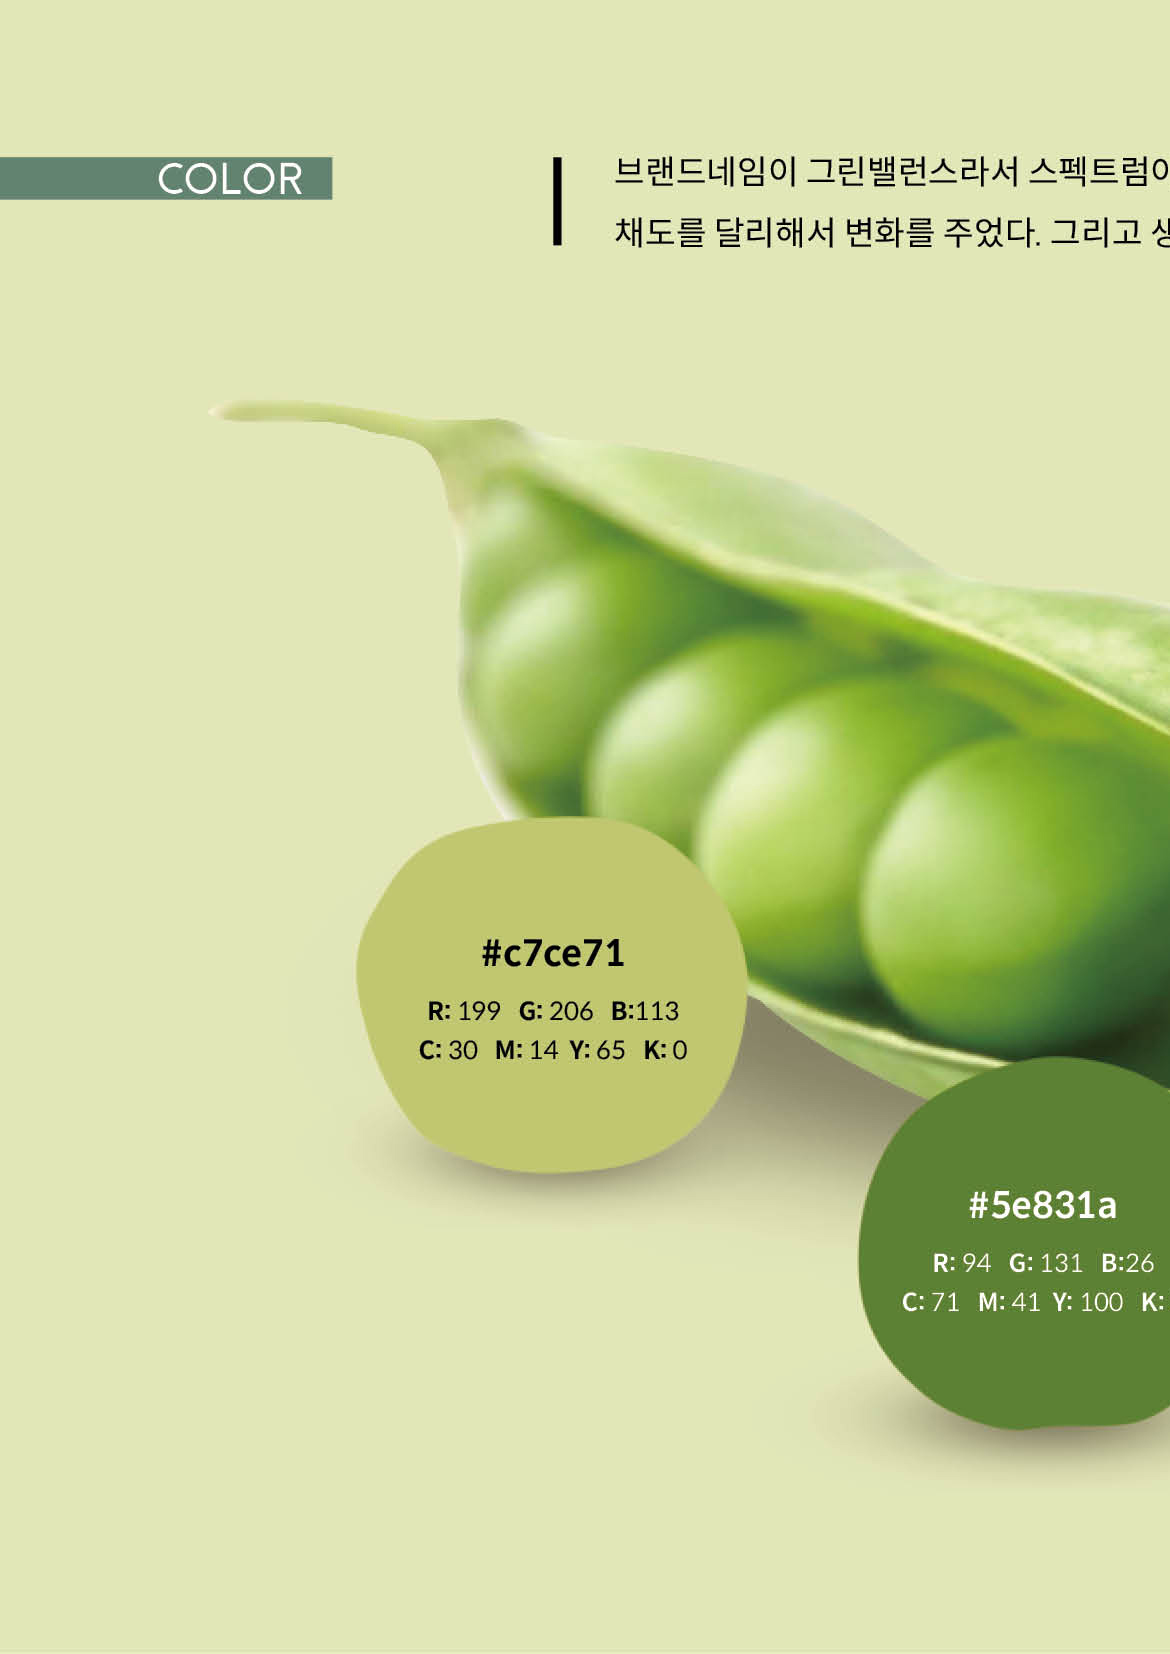 COLOR
브랜드네임이 그린밸런스라서 스펙트럼이
채도를 달리해서 변화를 주었다. 그리고
#c7ce71
R: 199 G: 206 B:113
C: 30 M: 14 Y: 65 K: 0
#5e831a
R: 94 G: 131 B:26
C: 71 M: 41 Y: 100 K: